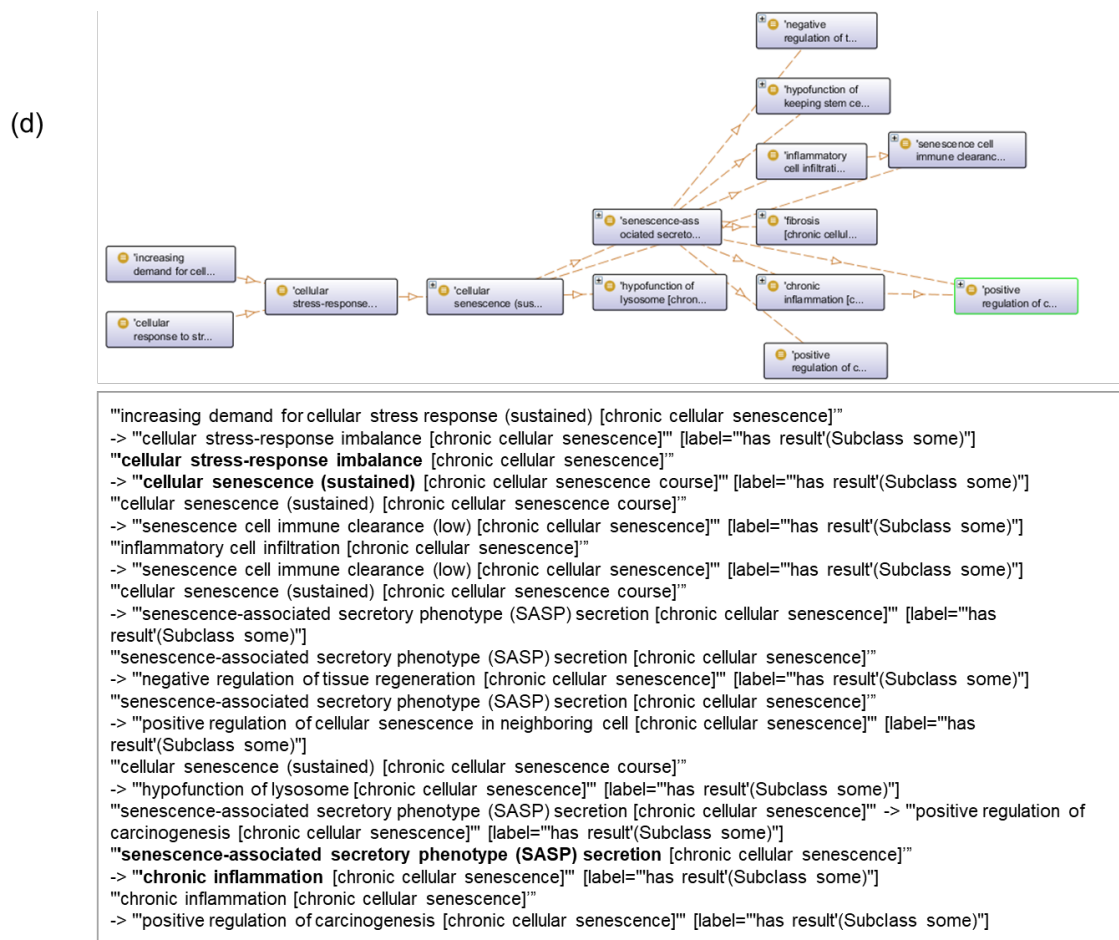 (d)
'negative
regulation of t...
'hypofunction of
keeping stem ce...
'inflammatory
cell infiltrati...
'senescence cell
immune clearanc...
'senescence-ass
ociated secreto...
'fibrosis
[chronic cellul...
'increasing
demand for cell...
'cellular
stress-response...
'cellular
senescence (sus...
'hypofunction of
lysosome [chron...
'chronic
inflammation [c...
'positive
regulation of c...
'cellular
response to str...
'positive
regulation of c...
"'increasing demand for cellular stress response (sustained) [chronic cellular senescence]'"
-> "'cellular stress-response imbalance [chronic cellular senescence]'" [label="'has result'(Subclass some)"]
"'cellular stress-response imbalance [chronic cellular senescence]'"
-> "'cellular senescence (sustained) [chronic cellular senescence course]'" [label="'has result'(Subclass some)"]
"'cellular senescence (sustained) [chronic cellular senescence course]'"
-> "'senescence cell immune clearance (low) [chronic cellular senescence]'" [label="'has result'(Subclass some)"]
"'inflammatory cell infiltration [chronic cellular senescence]'"
-> "'senescence cell immune clearance (low) [chronic cellular senescence]'" [label="'has result'(Subclass some)"]
"'cellular senescence (sustained) [chronic cellular senescence course]'"
-> "'senescence-associated secretory phenotype (SASP) secretion [chronic cellular senescence]'" [label="'has
result'(Subclass some)"]
"'senescence-associated secretory phenotype (SASP) secretion [chronic cellular senescence]'"
-> "'negative regulation of tissue regeneration [chronic cellular senescence]'" [label="'has result'(Subclass some)"]
"'senescence-associated secretory phenotype (SASP) secretion [chronic cellular senescence]'"
-> "'positive regulation of cellular senescence in neighboring cell [chronic cellular senescence]'" [label="'has
result'(Subclass some)"]
"'cellular senescence (sustained) [chronic cellular senescence course]'"
-> "'hypofunction of lysosome [chronic cellular senescence]'" [label="'has result'(Subclass some)"]
"'senescence-associated secretory phenotype (SASP) secretion [chronic cellular senescence]'" -> "'positive regulation of
carcinogenesis [chronic cellular senescence]'" [label="'has result'(Subclass some)"]
"'senescence-associated secretory phenotype (SASP) secretion [chronic cellular senescence]'"
-> "'chronic inflammation [chronic cellular senescence]'" [label="'has result'(Subclass some)"]
"'chronic inflammation [chronic cellular senescence]'"
-> "'positive regulation of carcinogenesis [chronic cellular senescence]'" [label="'has result'(Subclass some)"]